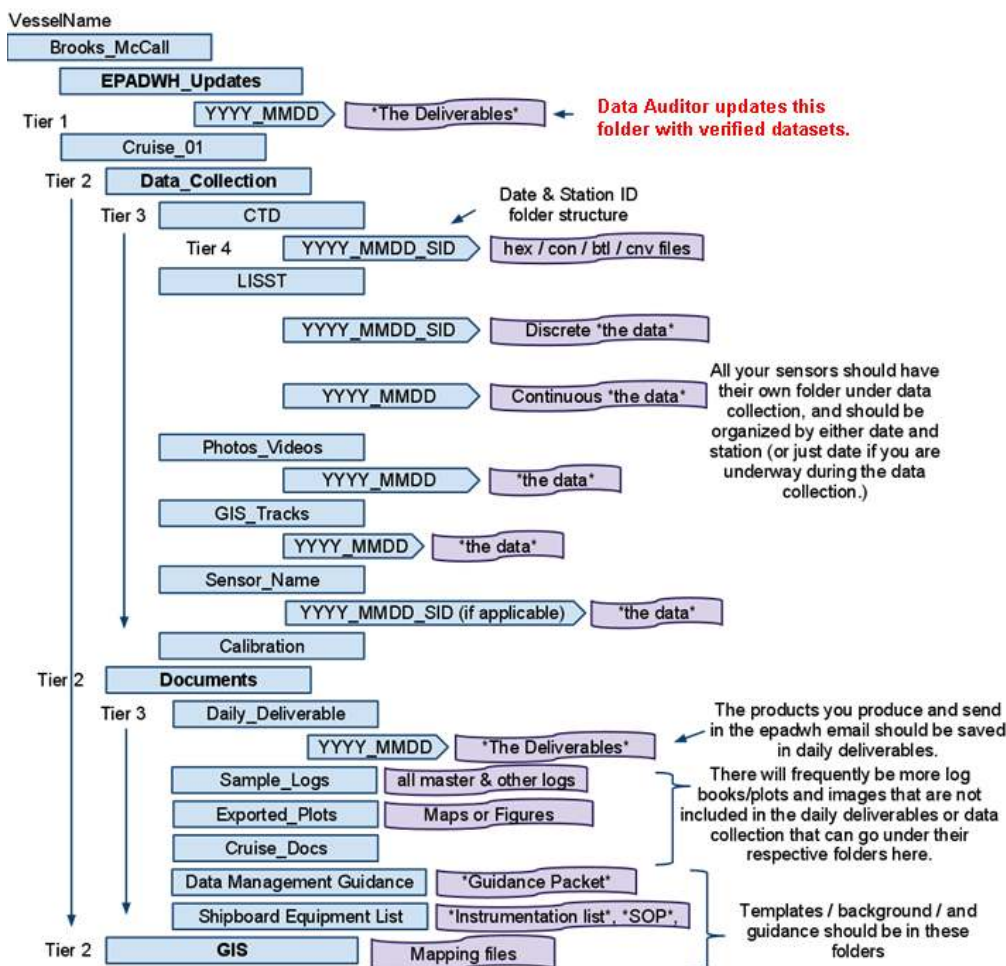 VesselName
Brooks_McCall
EPADWH_Updates
YYYY_MMDD
*The Deliverables*
Data Auditor updates this
folder with verified datasets.
Tier 1
Cruise_01
Tier 2
Data_Collection
Tier 3
CTD
Date & Station ID
folder structure
Tier 4
YYYY_MMDD_SID
hex / con / btl / cnv files
LISST
YYYY_MMDD_SID
Discrete *the data*
YYYY_MMDD
Continuous *the data*
All your sensors should have
their own folder under data
collection, and should be
organized by either date and
station (or just date if you are
underway during the data
collection.)
Photos_Videos
YYYY_MMDD
*the data*
GIS_Tracks
YYYY_MMDD
*the data*
Sensor_Name
YYYY_MMDD_SID (if applicable)
*the data*
Calibration
Tier 2
Documents
Tier 3
Daily_Deliverable
YYYY_MMDD
*The Deliverables*
The products you produce and send
in the epadwh email should be saved
in daily deliverables.
Sample_Logs
all master & other logs
Exported_Plots
Maps or Figures
Cruise_Docs
There will frequently be more log
books/plots and images that are not
included in the daily deliverables or data
collection that can go under their
respective folders here.
Data Management Guidance
*Guidance Packet*
Shipboard Equipment List
*Instrumentation list*, *SOP*,
Templates / background / and
guidance should be in these
folders
Tier 2
GIS
Mapping files